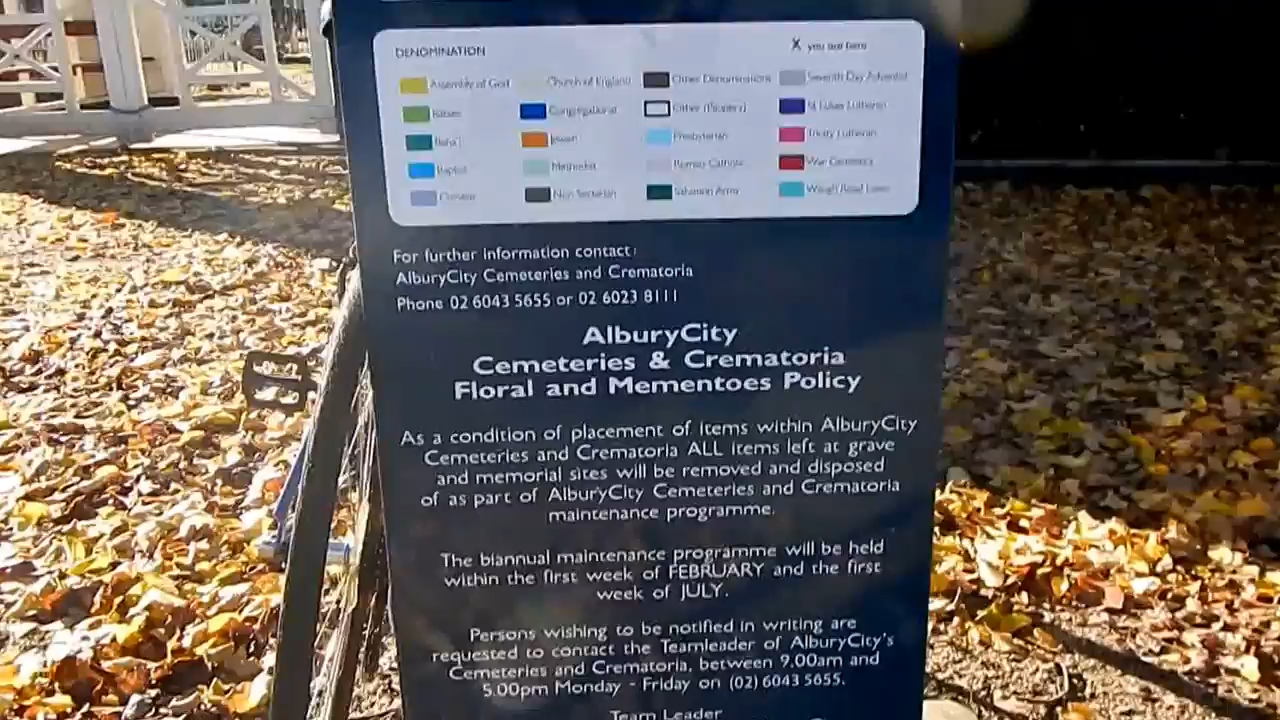 DENOMINATION
X you are here
Assembly of God
Church of England
Other Denominations
Seventh Day Adventist
Congregational
Other (Pioneer)
St Lukes Lutheran
Baha'i
Jewish
Presbyterian
Trinity Lutheran
Baptist
Methodist
Roman Catholic
War Cemetery
Non Sectarian
Salvation Army
Waugh Road Lawn
For further information contact:
AlburyCity Cemeteries and Crematoria
Phone 02 6043 5655 or 02 6023 8111
AlburyCity
Cemeteries & Crematoria
Floral and Mementoes Policy
As a condition of placement of items within AlburyCity
Cemeteries and Crematoria ALL items left at grave
and memorial sites will be removed and disposed
of as part of AlburyCity Cemeteries and Crematoria
maintenance programme.
The biannual maintenance programme will be held
within the first week of FEBRUARY and the first
week of JULY.
Persons wishing to be notified in writing are
requested to contact the Teamleader of AlburyCity's
Cemeteries and Crematoria, between 9.00am and
5.00pm Monday - Friday on (02) 6043 5655.
Team Leader